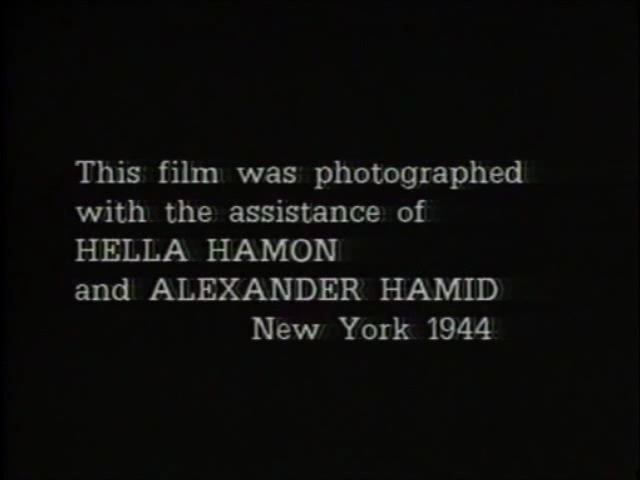 This film was photographed
with the assistance of
HELLA HAMON
and ALEXANDER HAMID
New York 1944